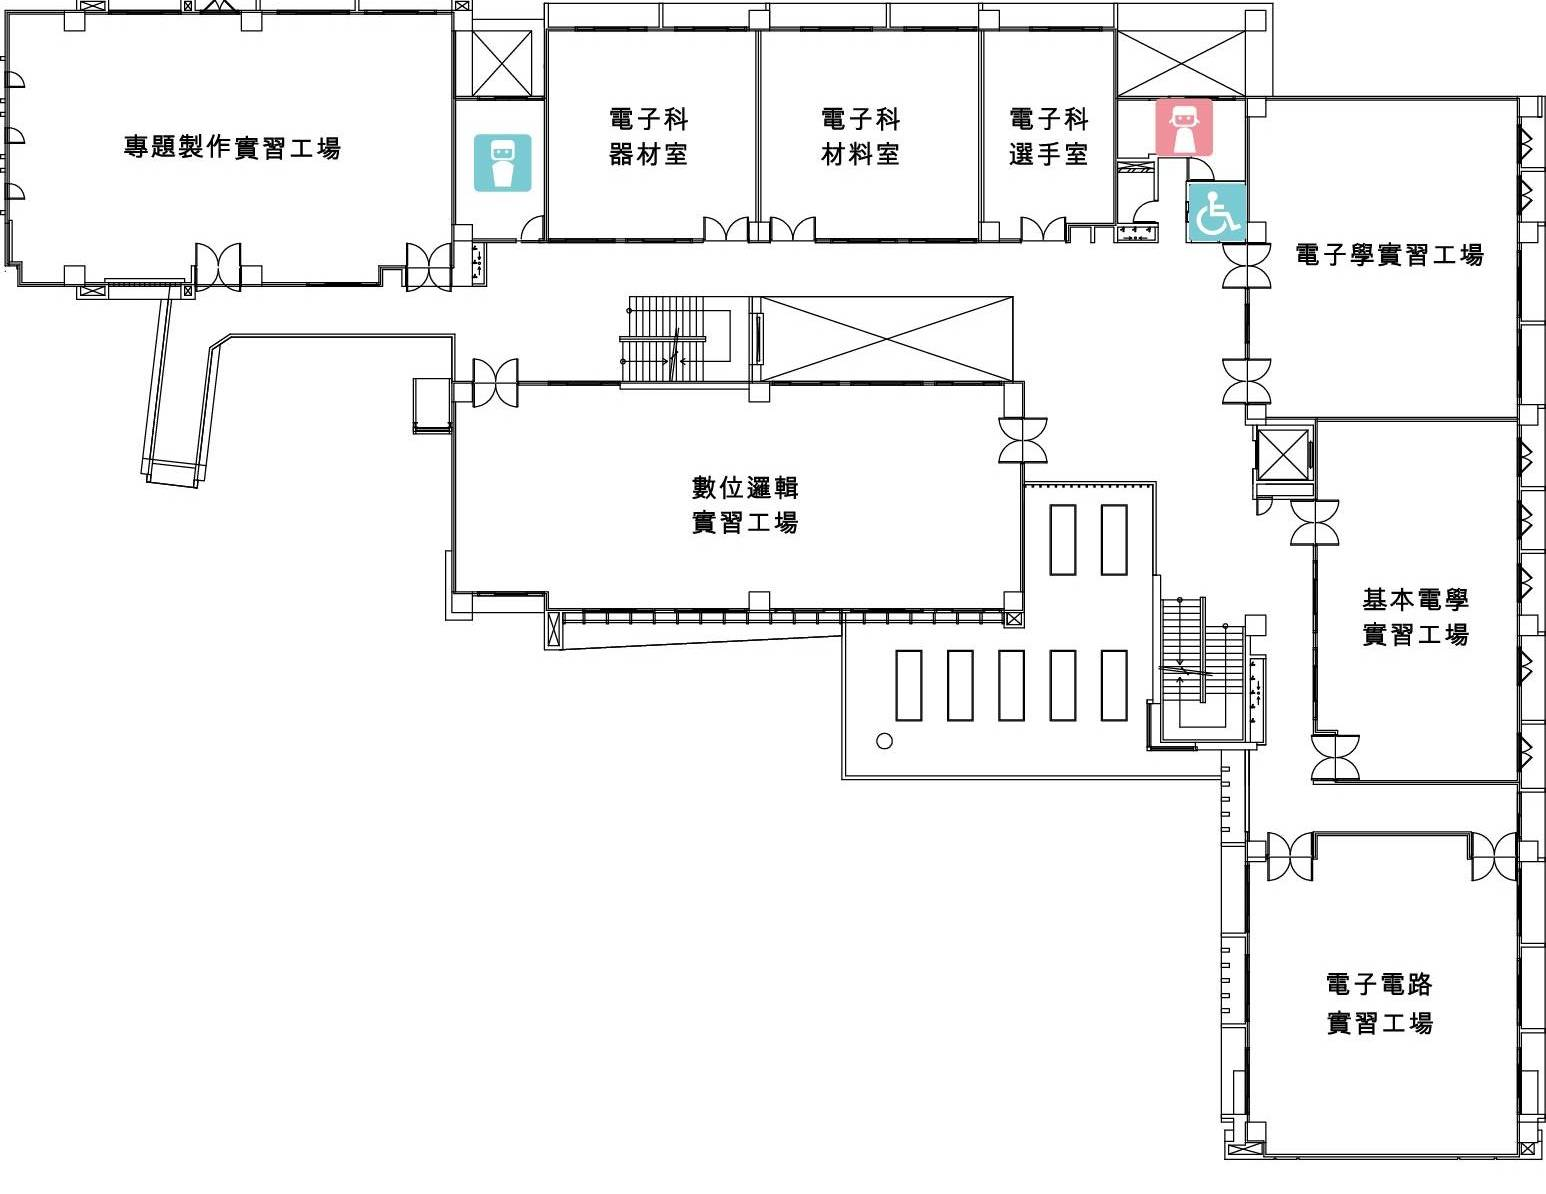 專題製作實習工場
電子科
器材室
電子科
材料室
電子科
選手室
電子學實習工場
數位邏輯
實習工場
基本電學
實習工場
電子電路
實習工場